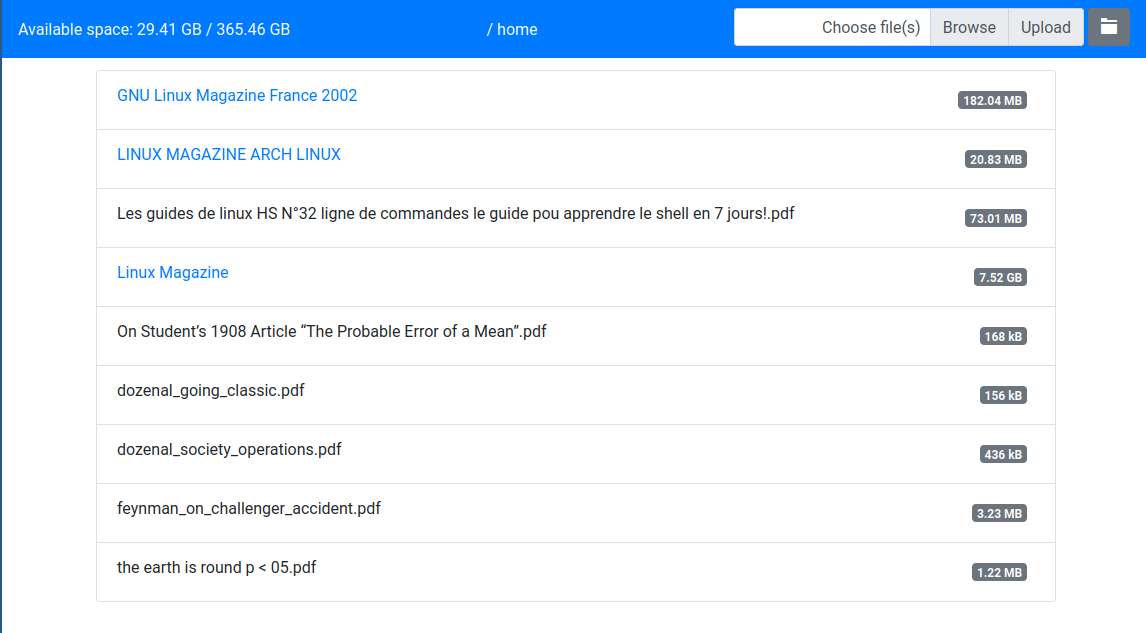 Available space: 29.41 GB / 365.46 GB / home Choose file(s) Browse Upload
GNU Linux Magazine France 2002 182.04 MB
LINUX MAGAZINE ARCH LINUX 20.83 MB
Les guides de linux HS N°32 ligne de commandes le guide pou apprendre le shell en 7 jours!.pdf 73.01 MB
Linux Magazine 7.52 GB
On Student’s 1908 Article “The Probable Error of a Mean”.pdf 168 kB
dozenal_going_classic.pdf 156 kB
dozenal_society_operations.pdf 436 kB
feynman_on_challenger_accident.pdf 3.23 MB
the earth is round p < 05.pdf 1.22 MB